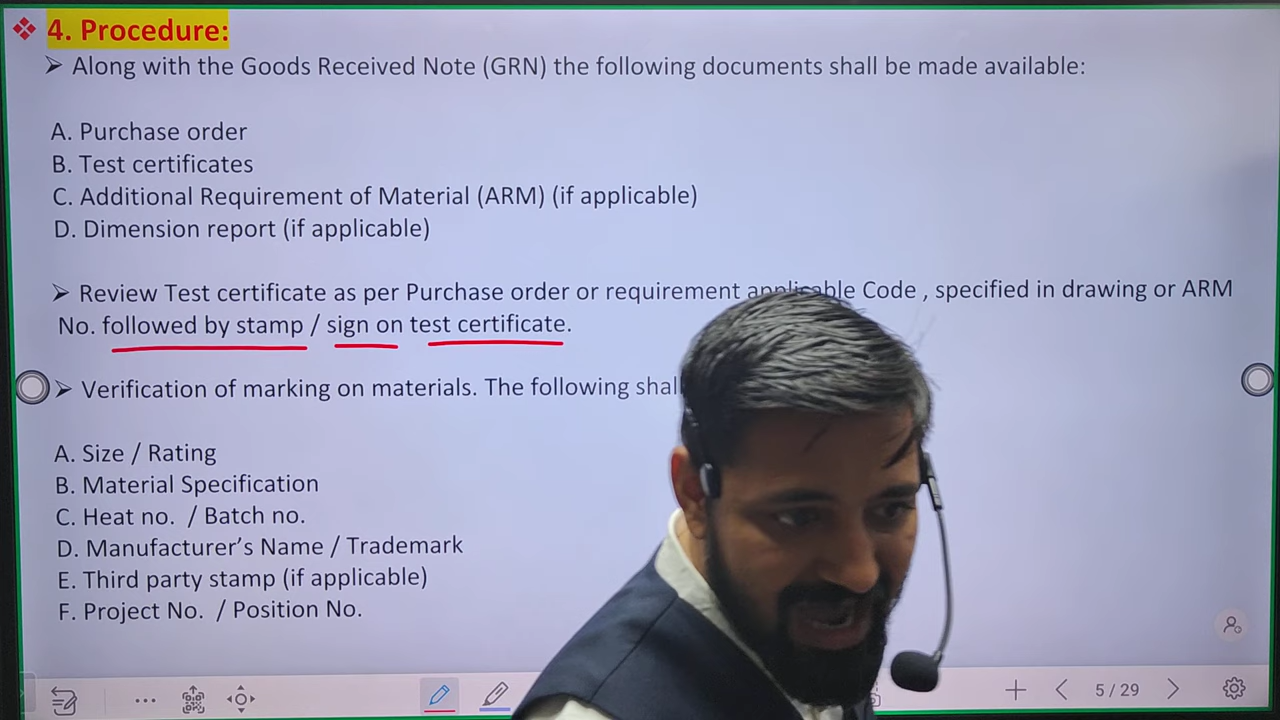 ❖ 4. Procedure:
➤ Along with the Goods Received Note (GRN) the following documents shall be made available:
A. Purchase order
B. Test certificates
C. Additional Requirement of Material (ARM) (if applicable)
D. Dimension report (if applicable)
➤ Review Test certificate as per Purchase order or requirement applicable Code , specified in drawing or ARM
No. followed by stamp / sign on test certificate.
➤ Verification of marking on materials. The following shall
A. Size / Rating
B. Material Specification
C. Heat no. / Batch no.
D. Manufacturer’s Name / Trademark
E. Third party stamp (if applicable)
F. Project No. / Position No.
5 / 29